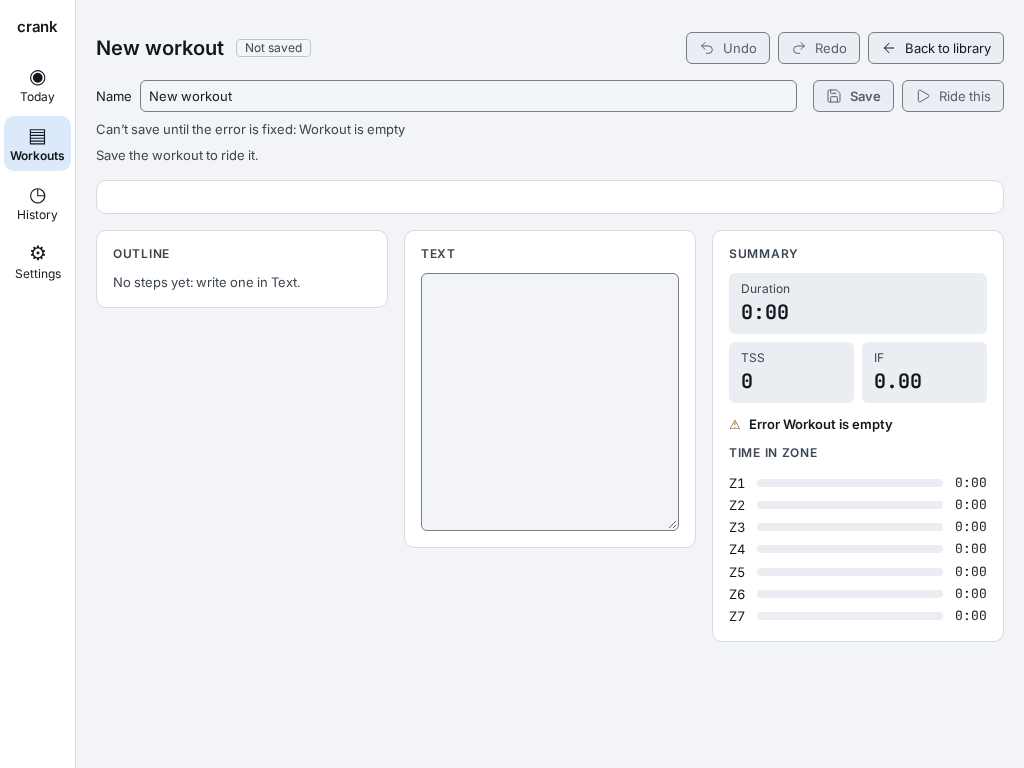 crank
Today
Workouts
History
Settings
New workout
Not saved
Undo
Redo
Back to library
Name
New workout
Save
Ride this
Can’t save until the error is fixed: Workout is empty
Save the workout to ride it.
OUTLINE
No steps yet: write one in Text.
TEXT
SUMMARY
Duration
0:00
TSS
0
IF
0.00
⚠ Error Workout is empty
TIME IN ZONE
Z1 0:00
Z2 0:00
Z3 0:00
Z4 0:00
Z5 0:00
Z6 0:00
Z7 0:00